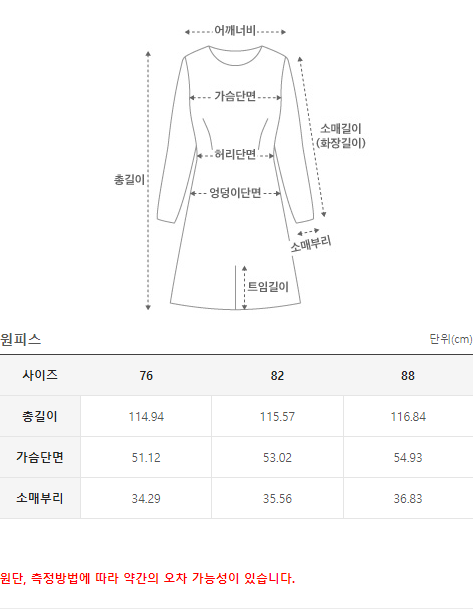 어깨너비
가슴단면
소매길이
(화장길이)
허리단면
총길이
엉덩이단면
소매부리
트임길이
원피스 단위(cm)
사이즈 76 82 88
총길이 114.94 115.57 116.84
가슴단면 51.12 53.02 54.93
소매부리 34.29 35.56 36.83
원단, 측정방법에 따라 약간의 오차 가능성이 있습니다.